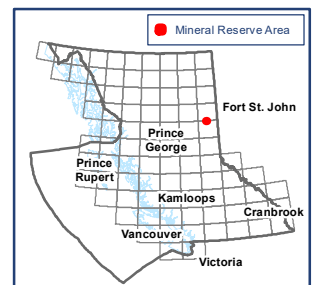 Mineral Reserve Area
Fort St. John
Prince
George
Prince
Rupert
Kamloops
Cranbrook
Vancouver
Victoria